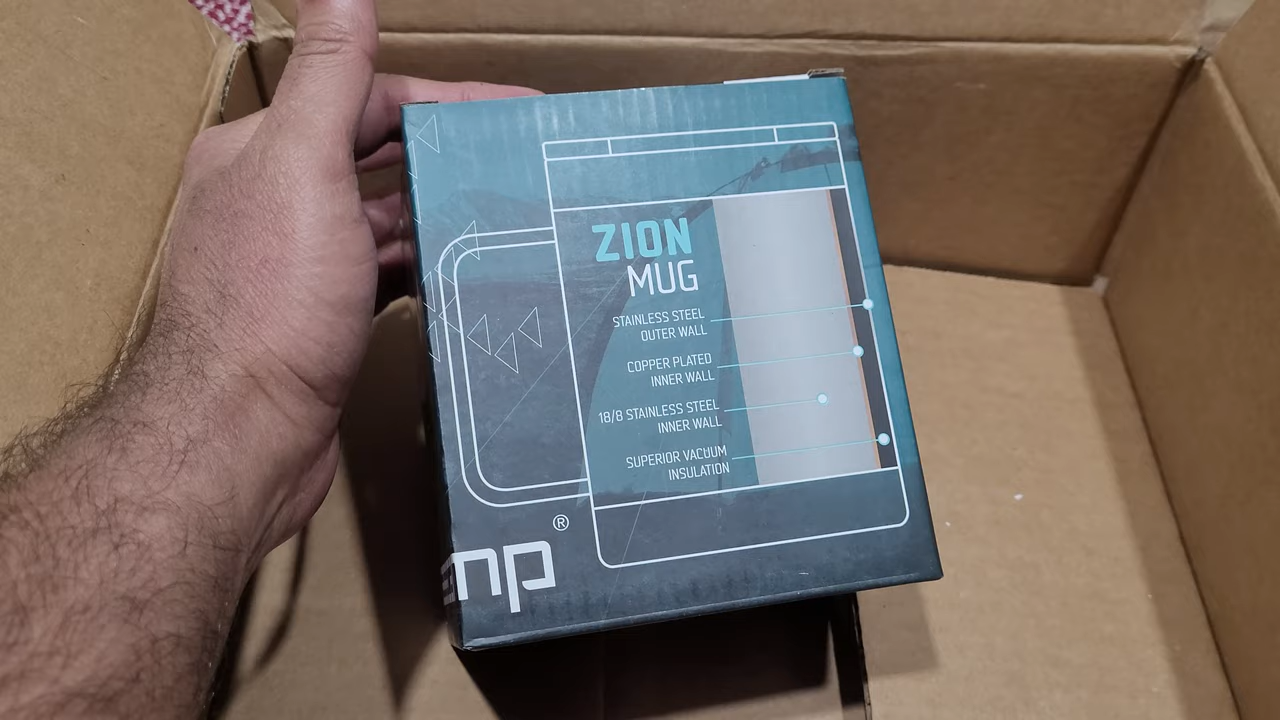 ZION
MUG
STAINLESS STEEL
OUTER WALL
COPPER PLATED
INNER WALL
18/8 STAINLESS STEEL
INNER WALL
SUPERIOR VACUUM
INSULATION
®
mp